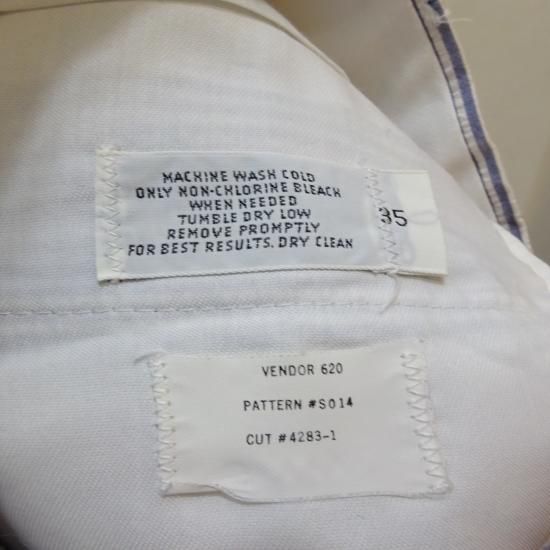 MACHINE WASH COLD
ONLY NON-CHLORINE BLEACH
WHEN NEEDED
TUMBLE DRY LOW
REMOVE PROMPTLY
FOR BEST RESULTS. DRY CLEAN
35
VENDOR 620
PATTERN #S014
CUT #4283-1